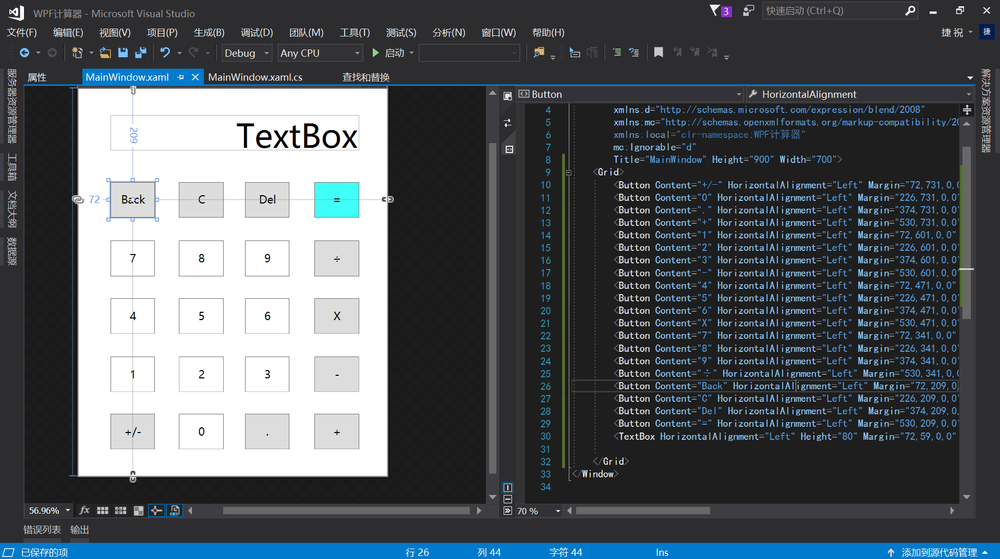 WPF计算器 - Microsoft Visual Studio
3
快速启动 (Ctrl+Q)
文件(F) 编辑(E) 视图(V) 项目(P) 生成(B) 调试(D) 团队(M) 工具(T) 测试(S) 分析(N) 窗口(W) 帮助(H)
捷 祝
捷
Debug
Any CPU
启动
服务器资源管理器
工具箱
文档大纲
数据源
属性
MainWindow.xaml
MainWindow.xaml.cs
查找和替换
解决方案资源管理器
209
TextBox
72
Back C Del =
7 8 9 ÷
4 5 6 X
1 2 3 -
+/- 0 . +
Button
HorizontalAlignment
4 xmlns:d="http://schemas.microsoft.com/expression/blend/2008"
5 xmlns:mc="http://schemas.openxmlformats.org/markup-compatibility/20
6 xmlns:local="clr-namespace:WPF计算器"
7 mc:Ignorable="d"
8 Title="MainWindow" Height="900" Width="700">
9 <Grid>
10 <Button Content="+/-" HorizontalAlignment="Left" Margin="72,731,0,0
11 <Button Content="0" HorizontalAlignment="Left" Margin="226,731,0,0"
12 <Button Content="." HorizontalAlignment="Left" Margin="374,731,0,0"
13 <Button Content="+" HorizontalAlignment="Left" Margin="530,731,0,0"
14 <Button Content="1" HorizontalAlignment="Left" Margin="72,601,0,0"
15 <Button Content="2" HorizontalAlignment="Left" Margin="226,601,0,0"
16 <Button Content="3" HorizontalAlignment="Left" Margin="374,601,0,0"
17 <Button Content="-" HorizontalAlignment="Left" Margin="530,601,0,0"
18 <Button Content="4" HorizontalAlignment="Left" Margin="72,471,0,0"
19 <Button Content="5" HorizontalAlignment="Left" Margin="226,471,0,0"
20 <Button Content="6" HorizontalAlignment="Left" Margin="374,471,0,0"
21 <Button Content="X" HorizontalAlignment="Left" Margin="530,471,0,0"
22 <Button Content="7" HorizontalAlignment="Left" Margin="72,341,0,0"
23 <Button Content="8" HorizontalAlignment="Left" Margin="226,341,0,0"
24 <Button Content="9" HorizontalAlignment="Left" Margin="374,341,0,0"
25 <Button Content="÷" HorizontalAlignment="Left" Margin="530,341,0,0
26 <Button Content="Back" HorizontalAlignment="Left" Margin="72,209,0,
27 <Button Content="C" HorizontalAlignment="Left" Margin="226,209,0,0"
28 <Button Content="Del" HorizontalAlignment="Left" Margin="374,209,0,
29 <Button Content="=" HorizontalAlignment="Left" Margin="530,209,0,0"
30 <TextBox HorizontalAlignment="Left" Height="80" Margin="72,59,0,0"
31
32 </Grid>
33 </Window>
34
56.96%
fx
70 %
错误列表 输出
已保存的项
行 26
列 44
字符 44
Ins
添加到源代码管理